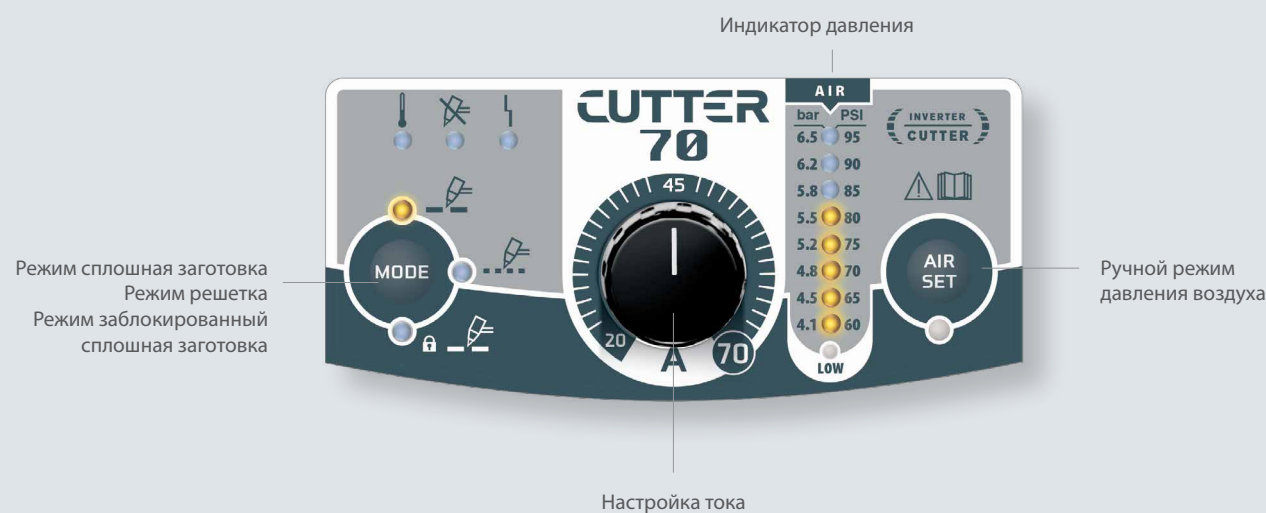 Индикатор давления
AIR
bar PSI
6.5 95
6.2 90
5.8 85
5.5 80
5.2 75
4.8 70
4.5 65
4.1 60
LOW
CUTTER
70
45
20
A
70
INVERTER
CUTTER
MODE
AIR
SET
Режим сплошная заготовка
Режим решетка
Режим заблокированный
сплошная заготовка
Ручной режим
давления воздуха
Настройка тока